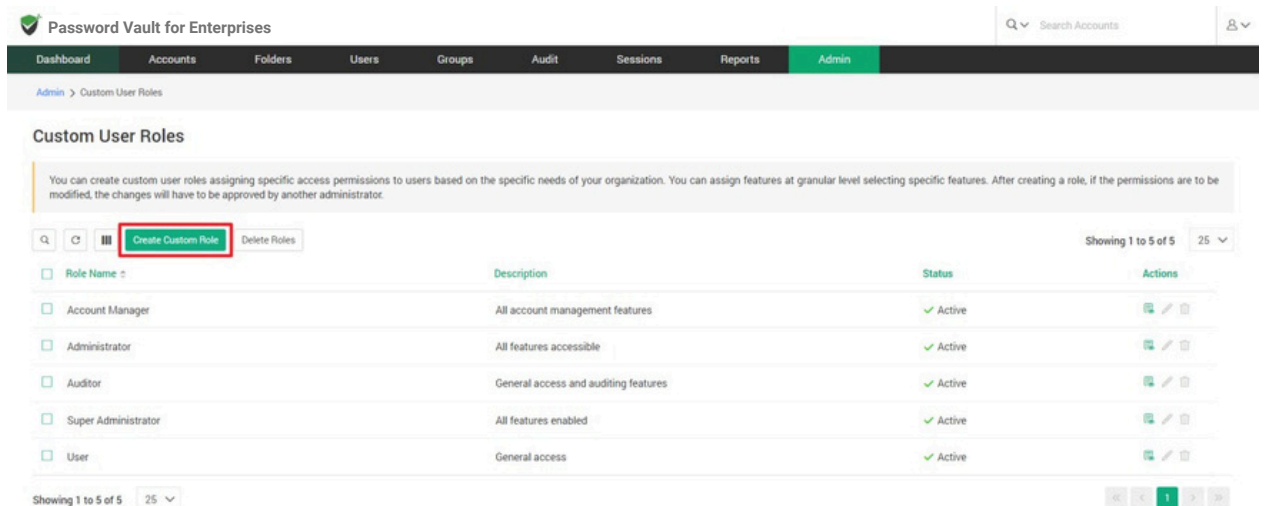 Password Vault for Enterprises
Search Accounts
Dashboard Accounts Folders Users Groups Audit Sessions Reports Admin
Admin > Custom User Roles
Custom User Roles
You can create custom user roles assigning specific access permissions to users based on the specific needs of your organization. You can assign features at granular level selecting specific features. After creating a role, if the permissions are to be
modified, the changes will have to be approved by another administrator.
Create Custom Role Delete Roles Showing 1 to 5 of 5 25
Role Name Description Status Actions
Account Manager All account management features Active
Administrator All features accessible Active
Auditor General access and auditing features Active
Super Administrator All features enabled Active
User General access Active
Showing 1 to 5 of 5 25 « < 1 > »